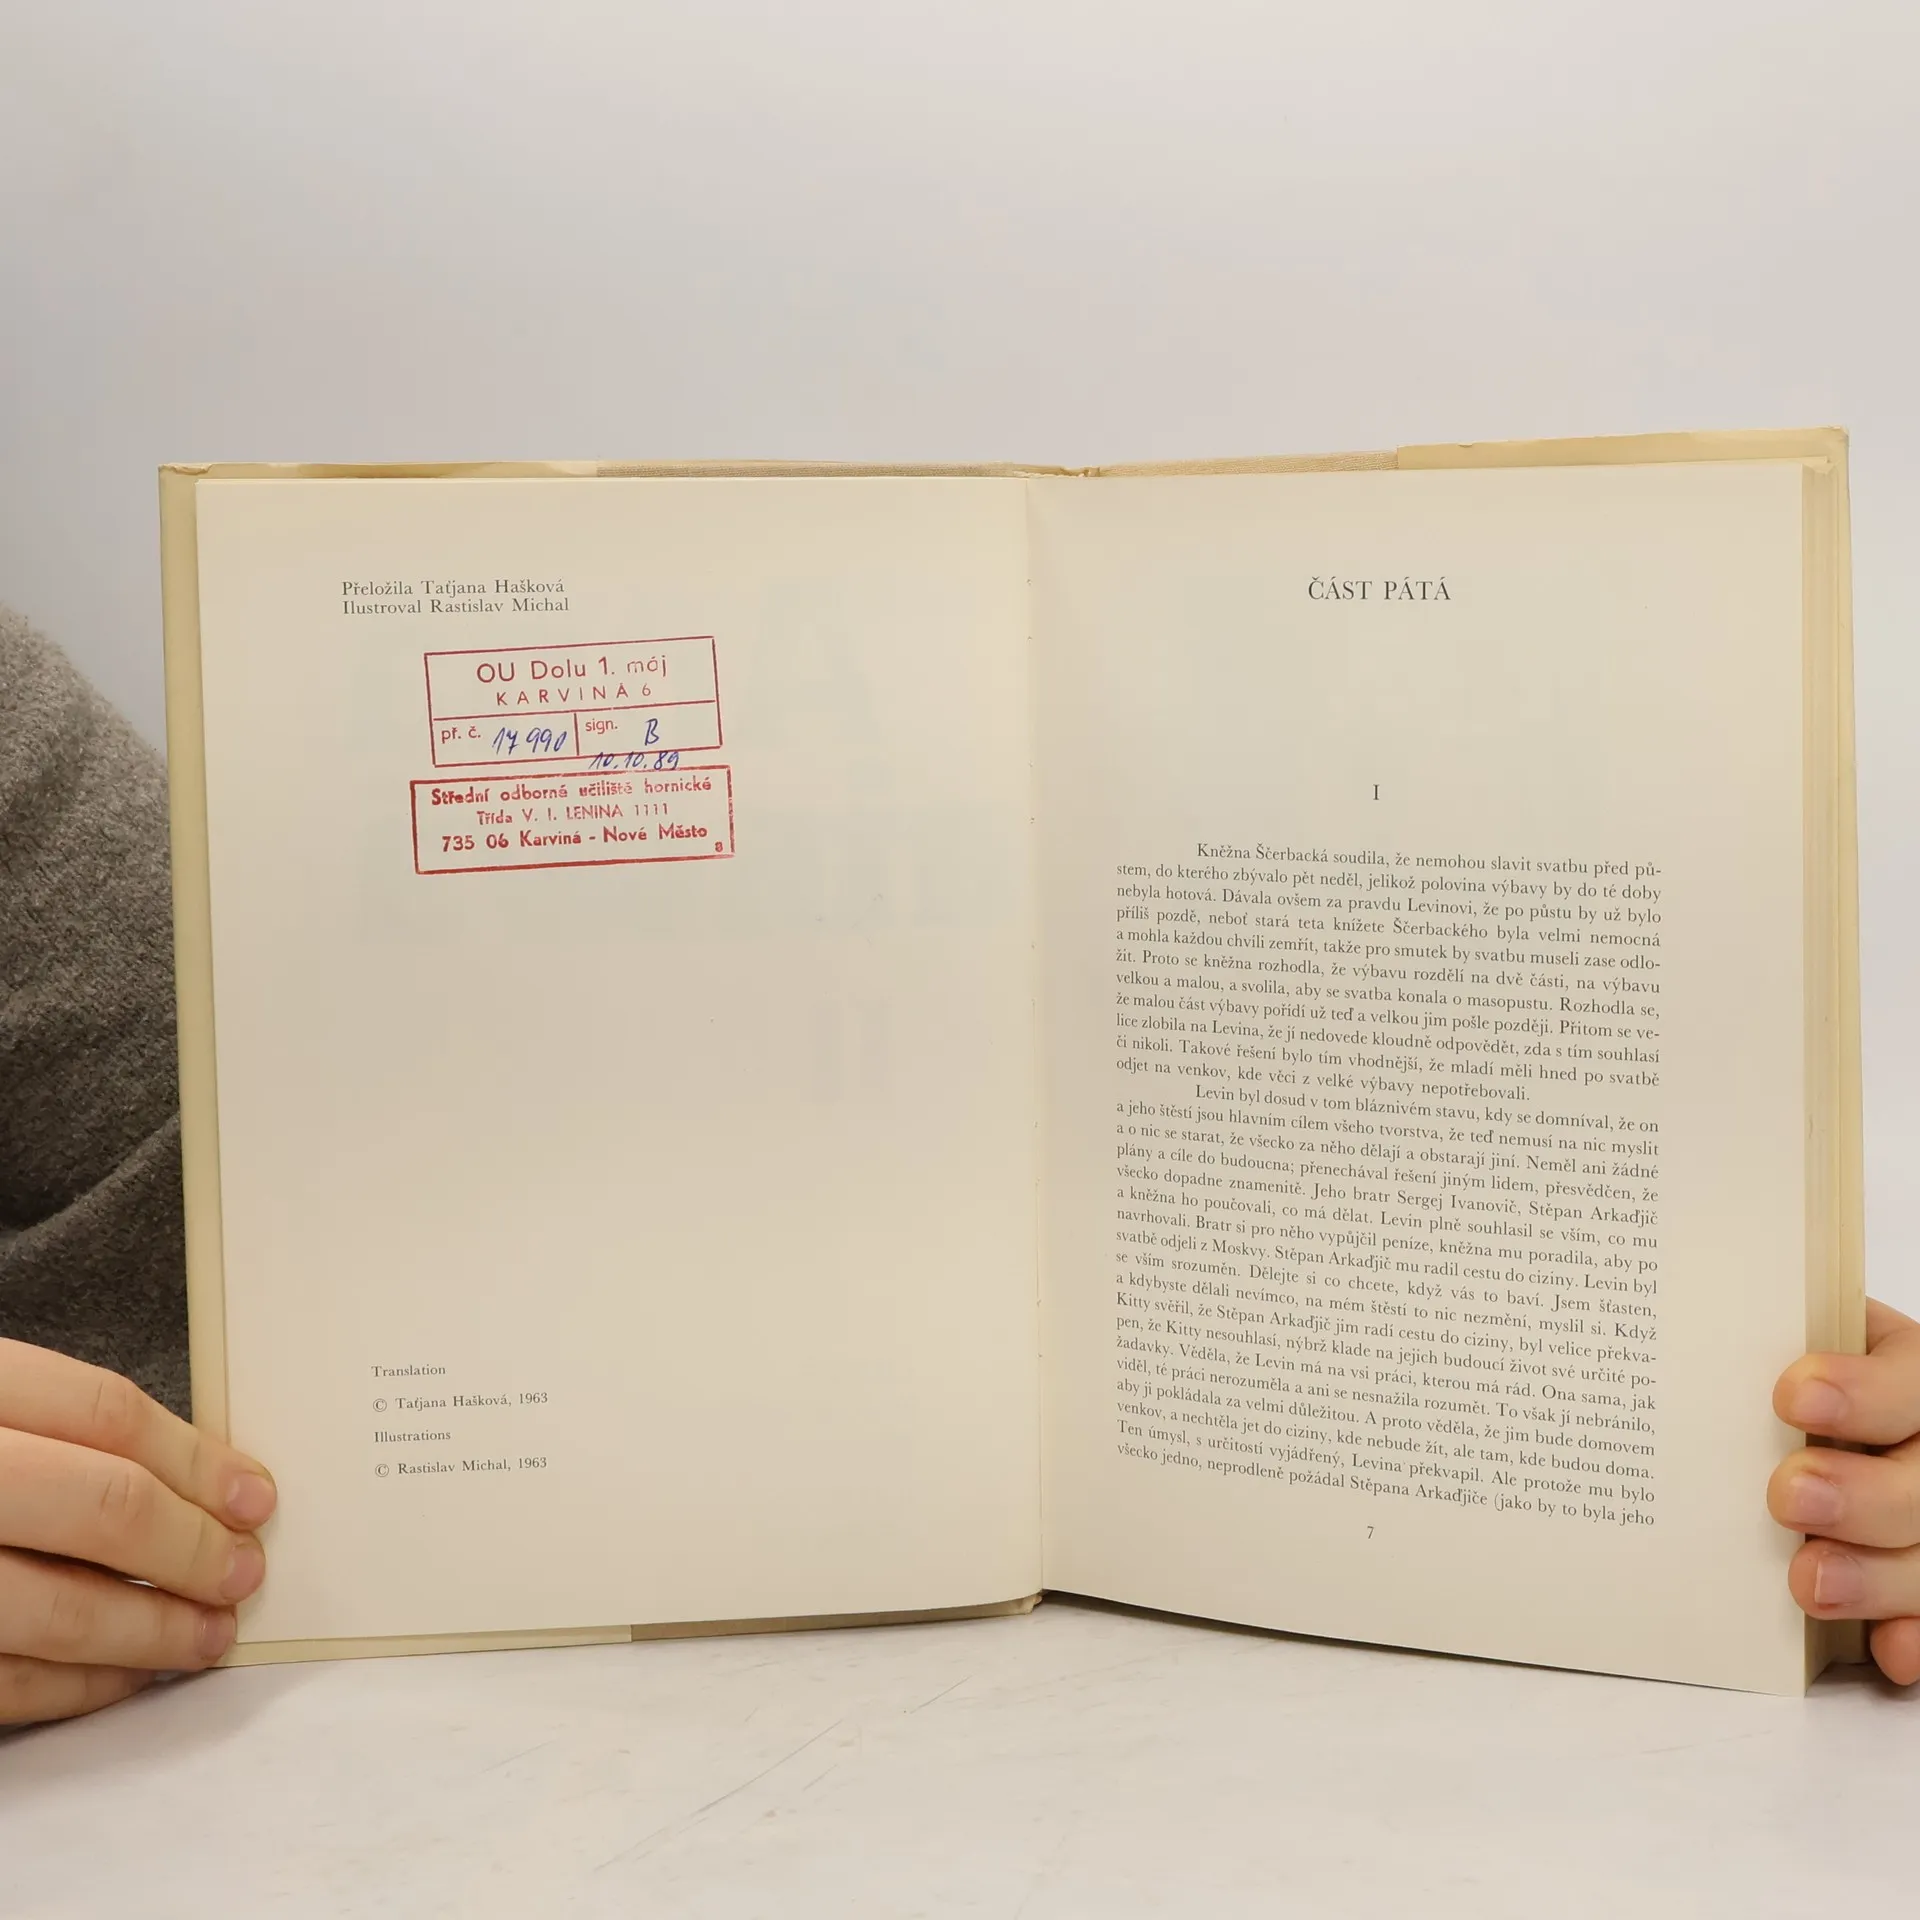 Přeložila Taťjana Hašková
Ilustroval Rastislav Michal
OU Dolu 1. máj
KARVINÁ 6
př. č. 17 990 sign. B
10.10.89
Střední odborné učiliště hornické
Třída V. I. LENINA 1111
735 06 Karviná - Nové Město
8
Translation
© Taťjana Hašková, 1963
Illustrations
© Rastislav Michal, 1963
ČÁST PÁTÁ
I
Kněžna Ščerbacká soudila, že nemohou slavit svatbu před pů-
stem, do kterého zbývalo pět neděl, jelikož polovina výbavy by do té doby
nebyla hotová. Dávala ovšem za pravdu Levinovi, že po půstu by už bylo
příliš pozdě, neboť stará teta knížete Ščerbackého byla velmi nemocná
a mohla každou chvíli zemřít, takže pro smutek by svatbu museli zase odlo-
žit. Proto se kněžna rozhodla, že výbavu rozdělí na dvě části, na výbavu
velkou a malou, a svolila, aby se svatba konala o masopustu. Rozhodla se,
že malou část výbavy pořídí už teď a velkou jim pošle později. Přitom se ve-
lice zlobila na Levina, že jí nedovede kloudně odpovědět, zda s tím souhlasí
či nikoli. Takové řešení bylo tím vhodnější, že mladí měli hned po svatbě
odjet na venkov, kde věci z velké výbavy nepotřebovali.
Levin byl dosud v tom bláznivém stavu, kdy se domníval, že on
a jeho štěstí jsou hlavním cílem všeho tvorstva, že teď nemusí na nic myslit
a o nic se starat, že všecko za něho dělají a obstarají jiní. Neměl ani žádné
plány a cíle do budoucna; přenechával řešení jiným lidem, přesvědčen, že
všecko dopadne znamenitě. Jeho bratr Sergej Ivanovič, Stěpan Arkaďjič
a kněžna ho poučovali, co má dělat. Levin plně souhlasil se vším, co mu
navrhovali. Bratr si pro něho vypůjčil peníze, kněžna mu poradila, aby po
svatbě odjeli z Moskvy. Stěpan Arkaďjič mu radil cestu do ciziny. Levin byl
se vším srozuměn. Dělejte si co chcete, když vás to baví. Jsem šťasten,
a kdybyste dělali nevímco, na mém štěstí to nic nezmění, myslil si. Když
Kitty svěřil, že Stěpan Arkaďjič jim radí cestu do ciziny, byl velice překva-
pen, že Kitty nesouhlasí, nýbrž klade na jejich budoucí život své určité po-
žadavky. Věděla, že Levin má na vsi práci, kterou má rád. Ona sama, jak
viděl, té práci nerozuměla a ani se nesnažila rozumět. To však jí nebránilo,
aby ji pokládala za velmi důležitou. A proto věděla, že jim bude domovem
venkov, a nechtěla jet do ciziny, kde nebude žít, ale tam, kde budou doma.
Ten úmysl, s určitostí vyjádřený, Levina překvapil. Ale protože mu bylo
všecko jedno, neprodleně požádal Stěpana Arkaďjiče (jako by to byla jeho
7